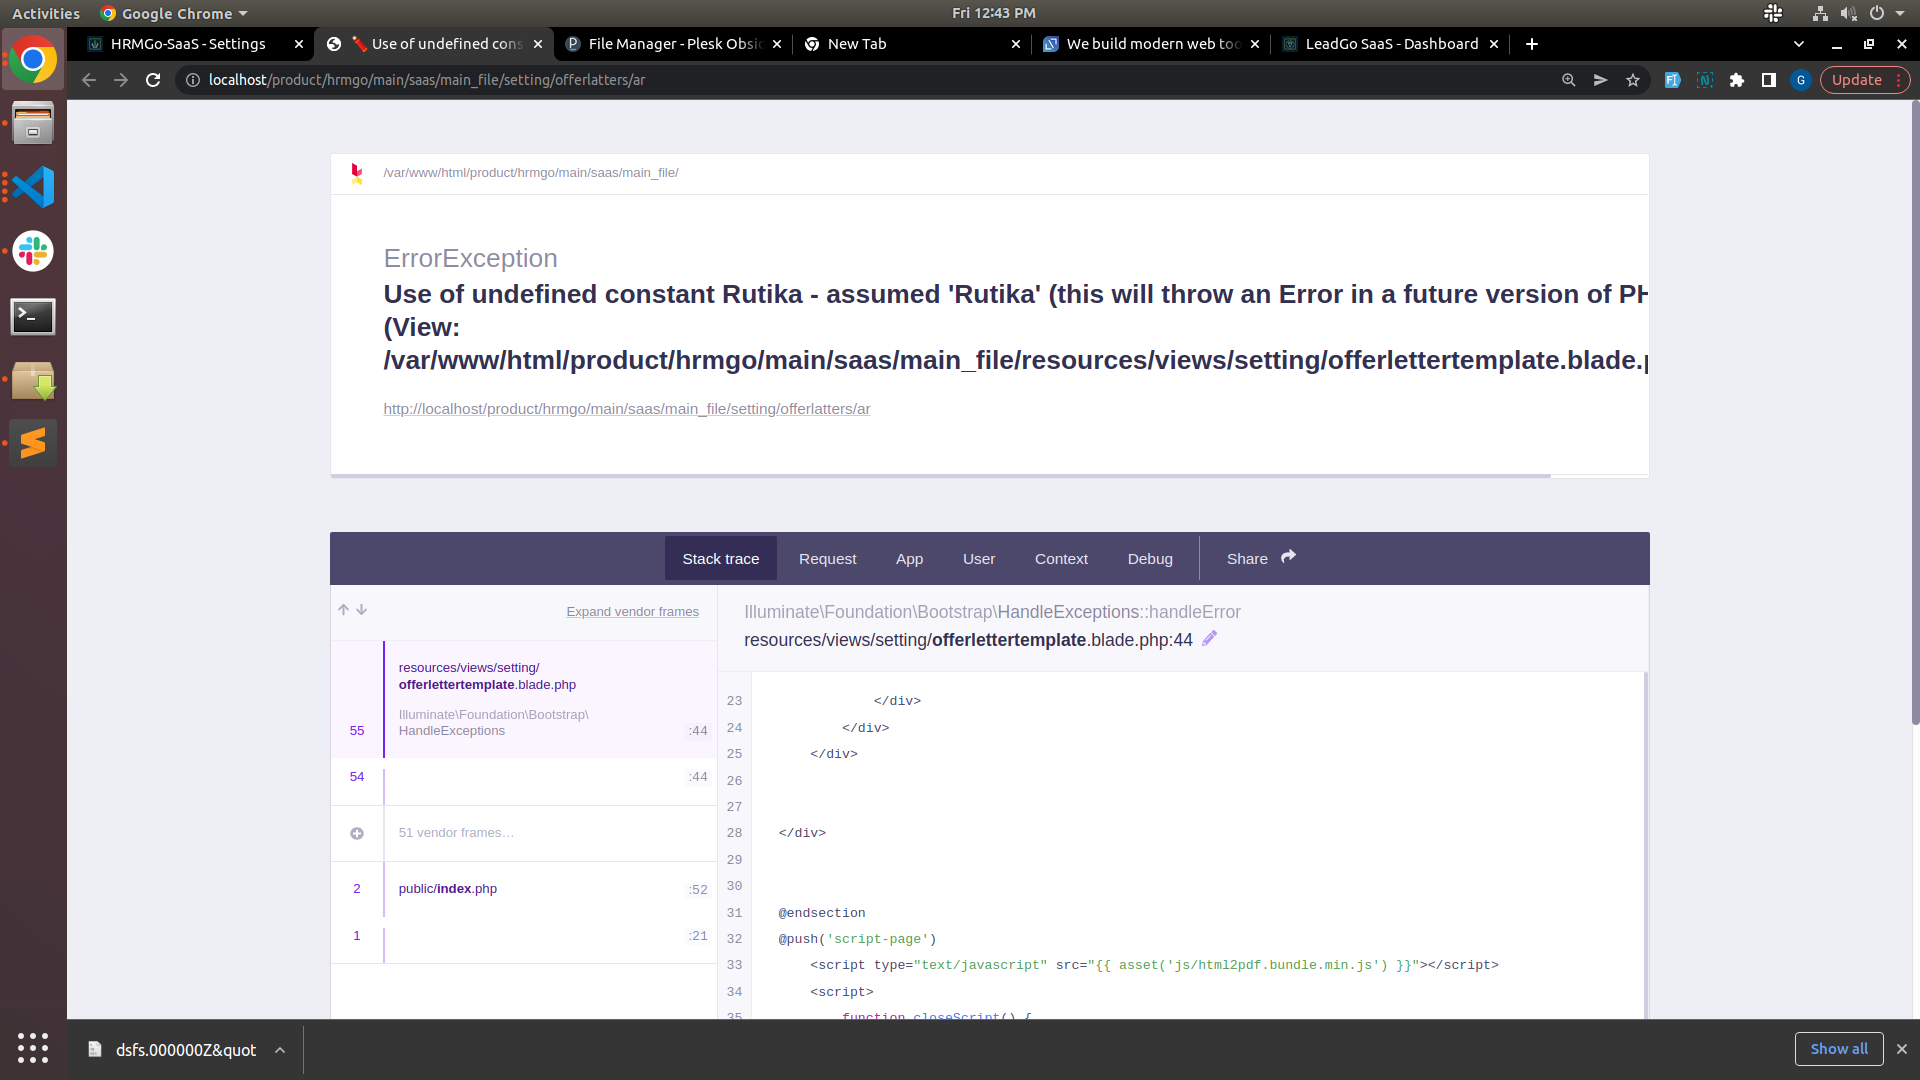 Activities
Google Chrome
Fri 12:43 PM
HRMGo-SaaS - Settings
Use of undefined cons
File Manager - Plesk Obsi
New Tab
We build modern web too
LeadGo SaaS - Dashboard
localhost/product/hrmgo/main/saas/main_file/setting/offerlatters/ar
G
Update
/var/www/html/product/hrmgo/main/saas/main_file/
ErrorException
Use of undefined constant Rutika - assumed 'Rutika' (this will throw an Error in a future version of PH
(View:
/var/www/html/product/hrmgo/main/saas/main_file/resources/views/setting/offerlettertemplate.blade.p
http://localhost/product/hrmgo/main/saas/main_file/setting/offerlatters/ar
Stack trace
Request
App
User
Context
Debug
Share
Expand vendor frames
resources/views/setting/
offerlettertemplate.blade.php
Illuminate\Foundation\Bootstrap\
55 HandleExceptions :44
54 :44
51 vendor frames…
2 public/index.php :52
1 :21
Illuminate\Foundation\Bootstrap\HandleExceptions::handleError
resources/views/setting/offerlettertemplate.blade.php:44
23 </div>
24 </div>
25 </div>
26
27
28 </div>
29
30
31 @endsection
32 @push('script-page')
33 <script type="text/javascript" src="{{ asset('js/html2pdf.bundle.min.js') }}"></script>
34 <script>
35 function closeScript() {
dsfs.000000Z&quot
Show all